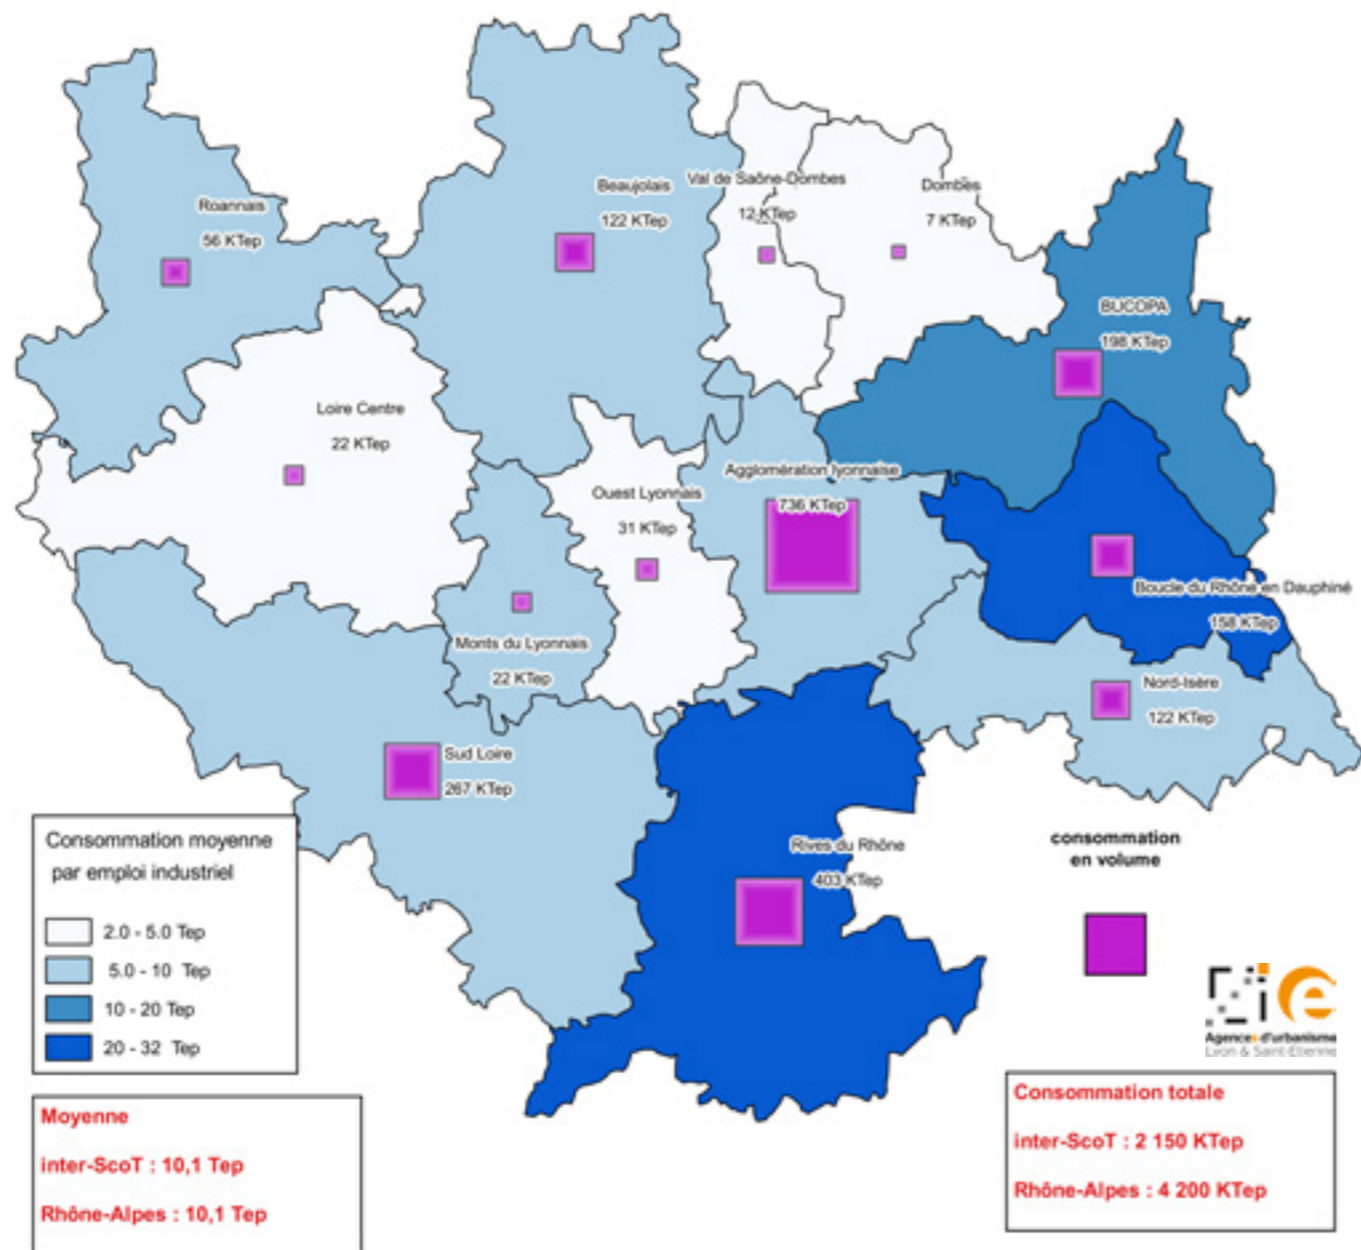 Roannais
56 KTep
Beaujolais
122 KTep
Val de Saône-Dombes
12 KTep
Dombes
7 KTep
BUCOPA
198 KTep
Loire Centre
22 KTep
Ouest Lyonnais
31 KTep
Agglomération lyonnaise
736 KTep
Boucle du Rhône en Dauphiné
158 KTep
Monts du Lyonnais
22 KTep
Nord-Isère
122 KTep
Sud Loire
267 KTep
Rives du Rhône
403 KTep
Consommation moyenne
par emploi industriel
2.0 - 5.0 Tep
5.0 - 10 Tep
10 - 20 Tep
20 - 32 Tep
consommation
en volume
Agences d'urbanisme
Lyon & Saint-Etienne
Moyenne
inter-ScoT : 10,1 Tep
Rhône-Alpes : 10,1 Tep
Consommation totale
inter-ScoT : 2 150 KTep
Rhône-Alpes : 4 200 KTep